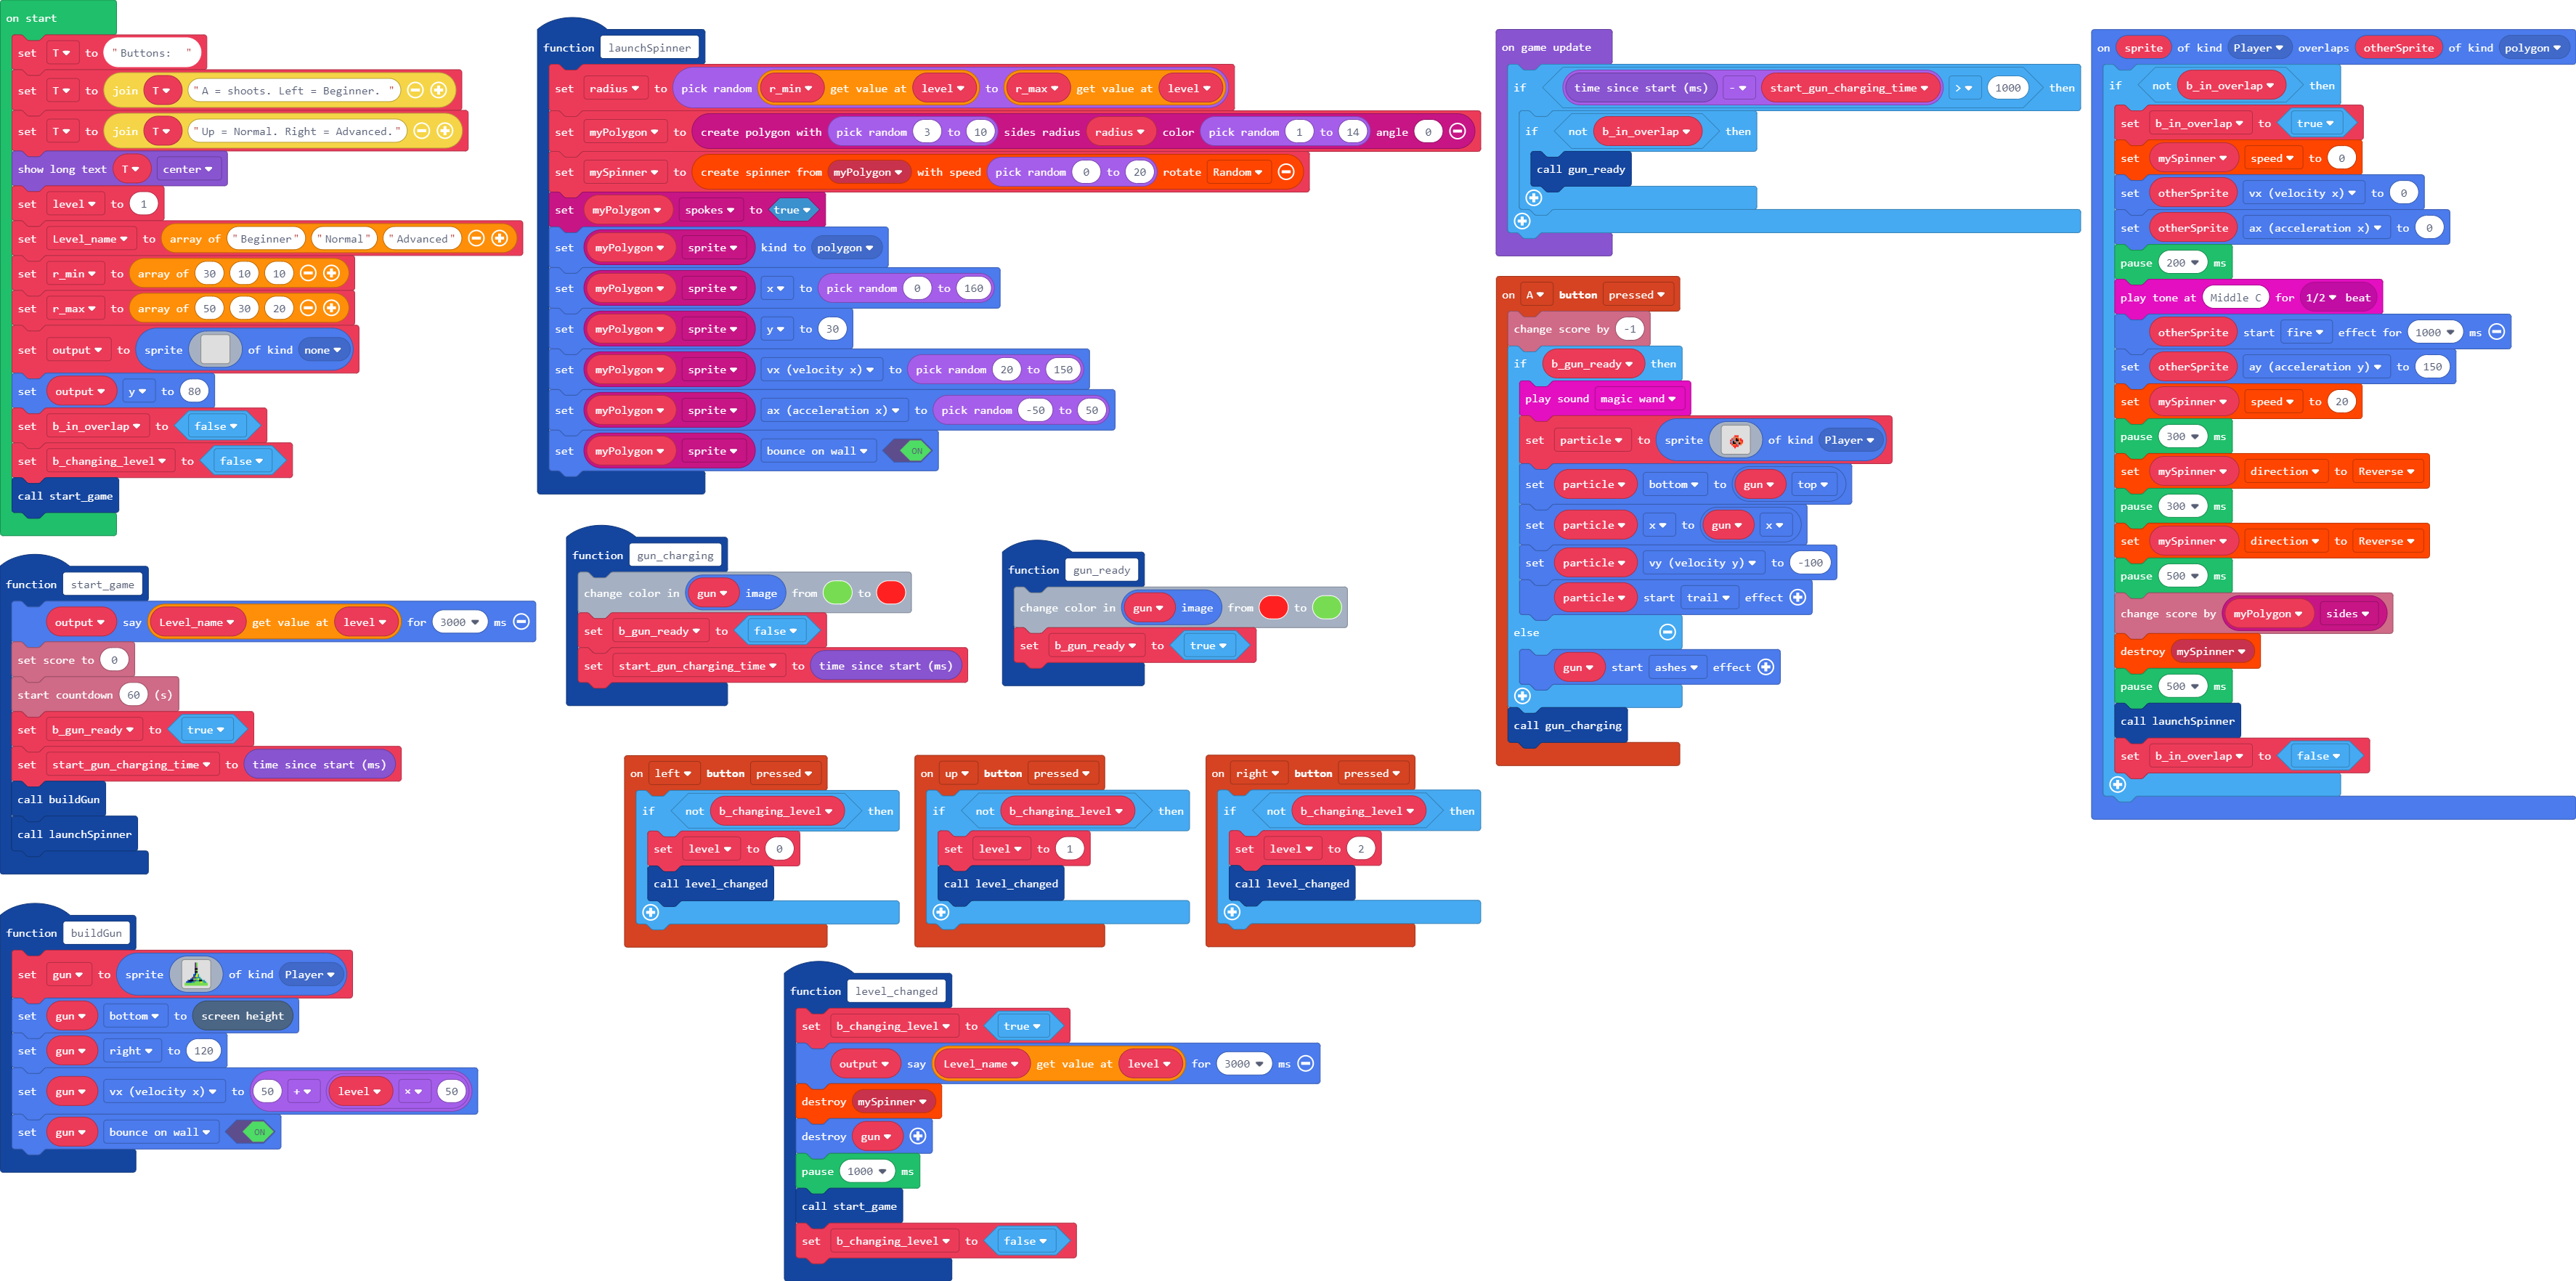 on start
set T to "Buttons:  "
set T to join T "A = shoots. Left = Beginner. "
set T to join T "Up = Normal. Right = Advanced."
show long text T center
set level to 1
set Level_name to array of "Beginner" "Normal" "Advanced"
set r_min to array of 30 10 10
set r_max to array of 50 30 20
set output to sprite of kind none
set output y to 80
set b_in_overlap to false
set b_changing_level to false
call start_game
function start_game
output say Level_name get value at level for 3000 ms
set score to 0
start countdown 60 (s)
set b_gun_ready to true
set start_gun_charging_time to time since start (ms)
call buildGun
call launchSpinner
function buildGun
set gun to sprite of kind Player
set gun bottom to screen height
set gun right to 120
set gun vx (velocity x) to 50 + level × 50
set gun bounce on wall ON
function launchSpinner
set radius to pick random r_min get value at level to r_max get value at level
set myPolygon to create polygon with pick random 3 to 10 sides radius radius color pick random 1 to 14 angle 0
set mySpinner to create spinner from myPolygon with speed pick random 0 to 20 rotate Random
set myPolygon spokes to true
set myPolygon sprite kind to polygon
set myPolygon sprite x to pick random 0 to 160
set myPolygon sprite y to 30
set myPolygon sprite vx (velocity x) to pick random 20 to 150
set myPolygon sprite ax (acceleration x) to pick random -50 to 50
set myPolygon sprite bounce on wall ON
function gun_charging
change color in gun image from to
set b_gun_ready to false
set start_gun_charging_time to time since start (ms)
function gun_ready
change color in gun image from to
set b_gun_ready to true
on left button pressed
if not b_changing_level then
set level to 0
call level_changed
on up button pressed
if not b_changing_level then
set level to 1
call level_changed
on right button pressed
if not b_changing_level then
set level to 2
call level_changed
function level_changed
set b_changing_level to true
output say Level_name get value at level for 3000 ms
destroy mySpinner
destroy gun
pause 1000 ms
call start_game
set b_changing_level to false
on game update
if time since start (ms) - start_gun_charging_time > 1000 then
if not b_in_overlap then
call gun_ready
on A button pressed
change score by -1
if b_gun_ready then
play sound magic wand
set particle to sprite of kind Player
set particle bottom to gun top
set particle x to gun x
set particle vy (velocity y) to -100
particle start trail effect
else
gun start ashes effect
call gun_charging
on sprite of kind Player overlaps otherSprite of kind polygon
if not b_in_overlap then
set b_in_overlap to true
set mySpinner speed to 0
set otherSprite vx (velocity x) to 0
set otherSprite ax (acceleration x) to 0
pause 200 ms
play tone at Middle C for 1/2 beat
otherSprite start fire effect for 1000 ms
set otherSprite ay (acceleration y) to 150
set mySpinner speed to 20
pause 300 ms
set mySpinner direction to Reverse
pause 300 ms
set mySpinner direction to Reverse
pause 500 ms
change score by myPolygon sides
destroy mySpinner
pause 500 ms
call launchSpinner
set b_in_overlap to false